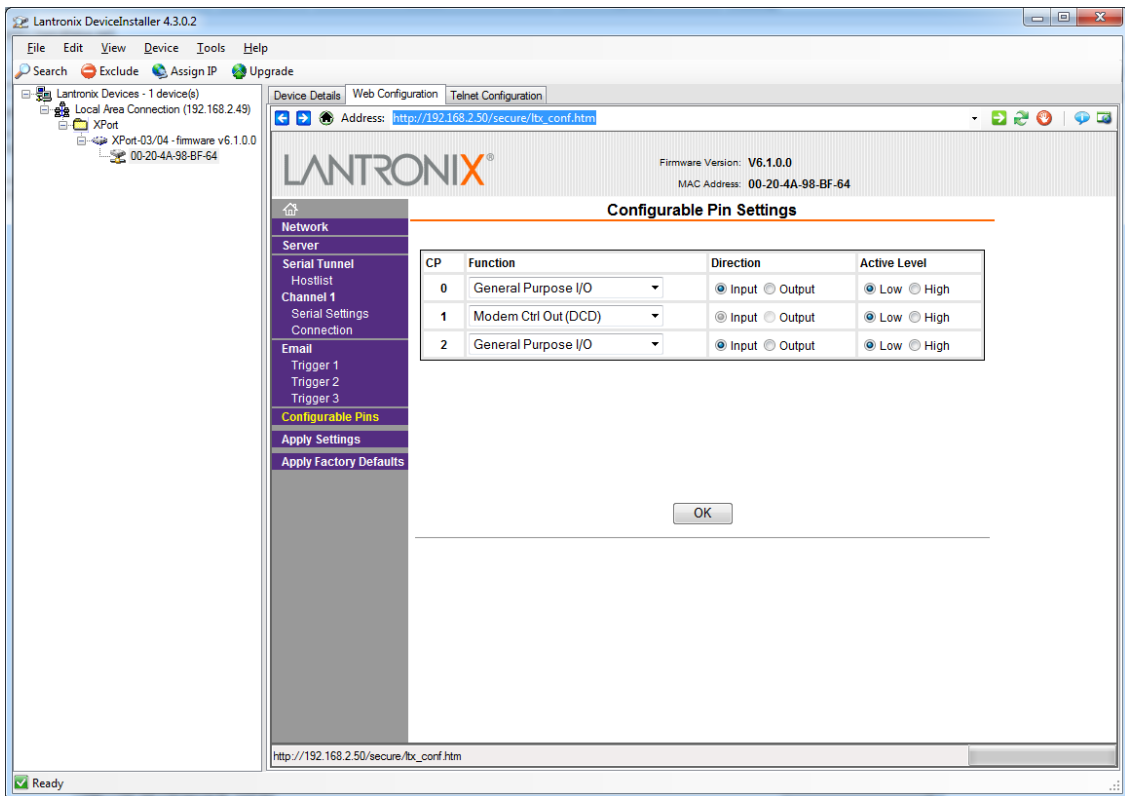 Lantronix DeviceInstaller 4.3.0.2
File Edit View Device Tools Help
Search Exclude Assign IP Upgrade
Lantronix Devices - 1 device(s)
Local Area Connection (192.168.2.49)
XPort
XPort-03/04 - firmware v6.1.0.0
00-20-4A-98-BF-64
Device Details Web Configuration Telnet Configuration
Address: http://192.168.2.50/secure/ltx_conf.htm
LANTRONIX®
Firmware Version: V6.1.0.0
MAC Address: 00-20-4A-98-BF-64
Network
Server
Serial Tunnel
Hostlist
Channel 1
Serial Settings
Connection
Email
Trigger 1
Trigger 2
Trigger 3
Configurable Pins
Apply Settings
Apply Factory Defaults
Configurable Pin Settings
CP Function Direction Active Level
0 General Purpose I/O Input Output Low High
1 Modem Ctrl Out (DCD) Input Output Low High
2 General Purpose I/O Input Output Low High
OK
http://192.168.2.50/secure/ltx_conf.htm
Ready